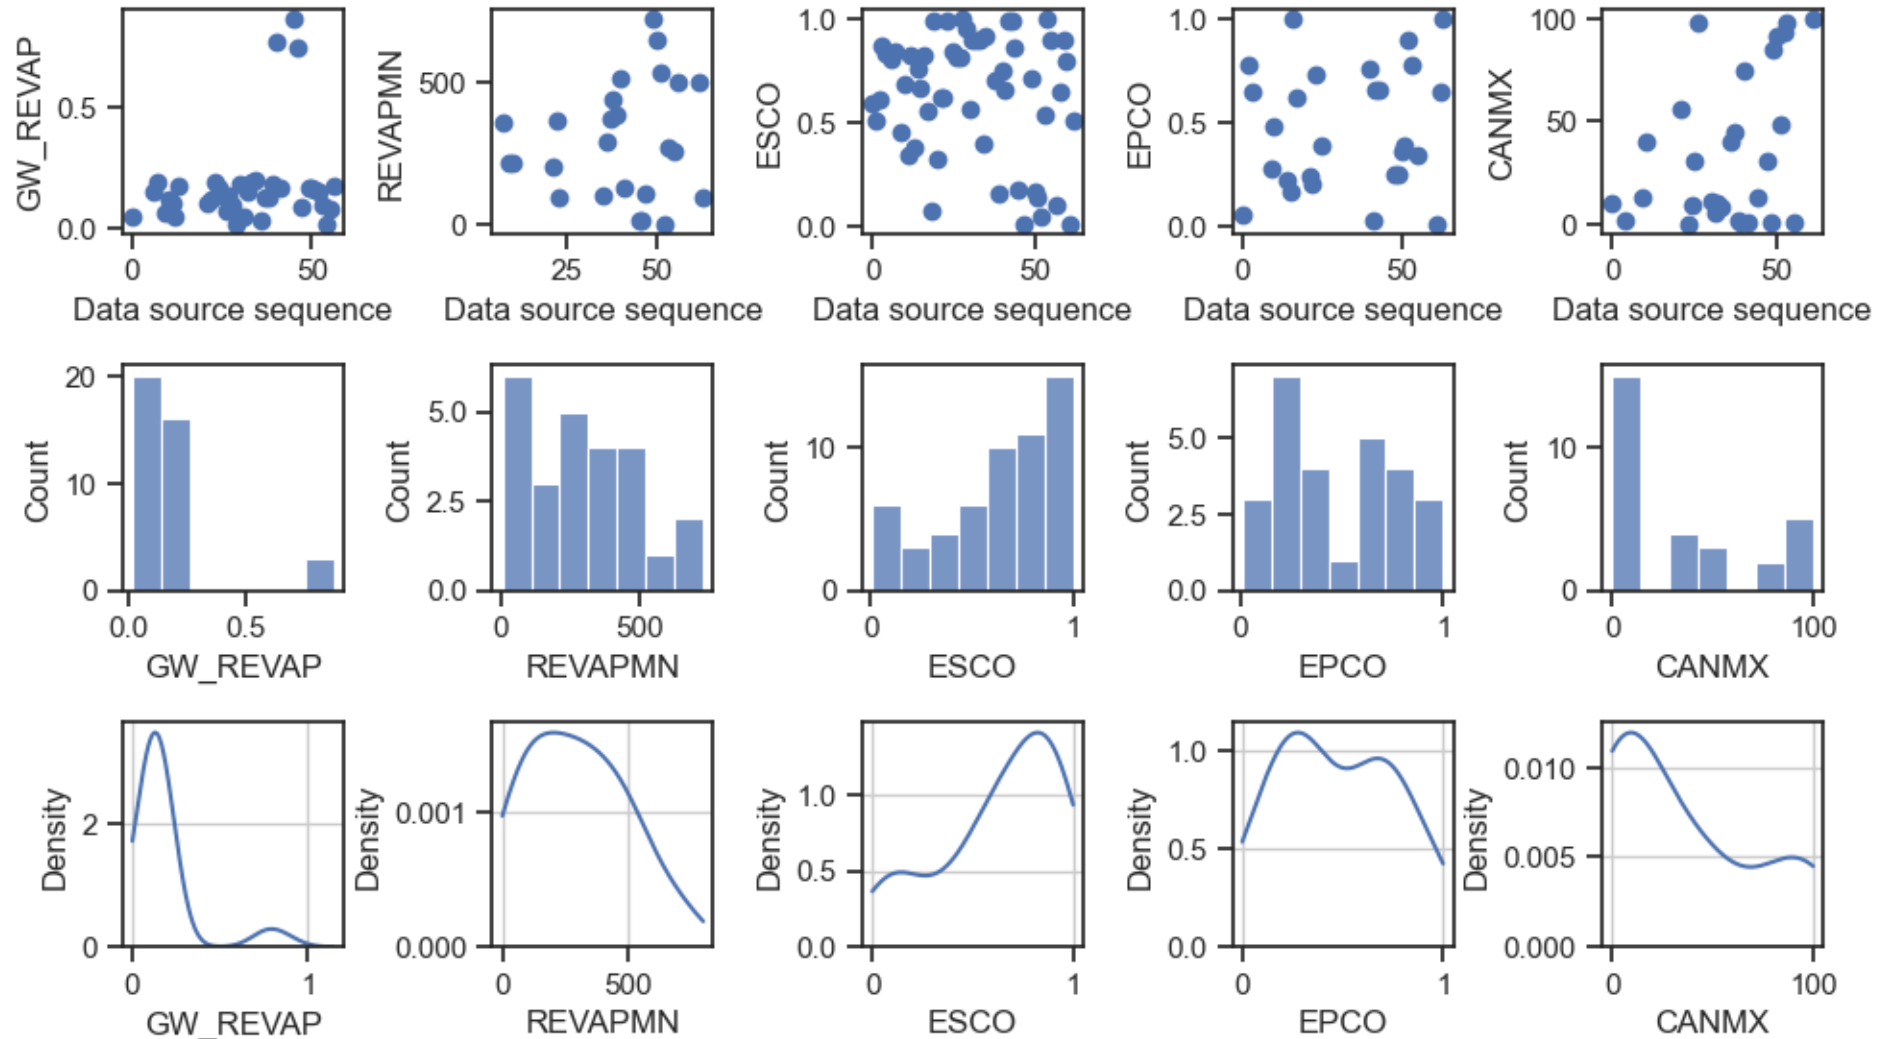 GW_REVAP
0.5
0.0
0
50
Data source sequence
REVAPMN
500
0
25
50
Data source sequence
ESCO
1.0
0.5
0.0
0
50
Data source sequence
EPCO
1.0
0.5
0.0
0
50
Data source sequence
CANMX
100
50
0
0
50
Data source sequence
Count
20
10
0
0.0
0.5
GW_REVAP
Count
5.0
2.5
0.0
0
500
REVAPMN
Count
10
0
0
1
ESCO
Count
5.0
2.5
0.0
0
1
EPCO
Count
10
0
0
100
CANMX
Density
2
0
0
1
GW_REVAP
Density
0.001
0.000
0
500
REVAPMN
Density
1.0
0.5
0.0
0
1
ESCO
Density
1.0
0.5
0.0
0
1
EPCO
Density
0.010
0.005
0.000
0
100
CANMX